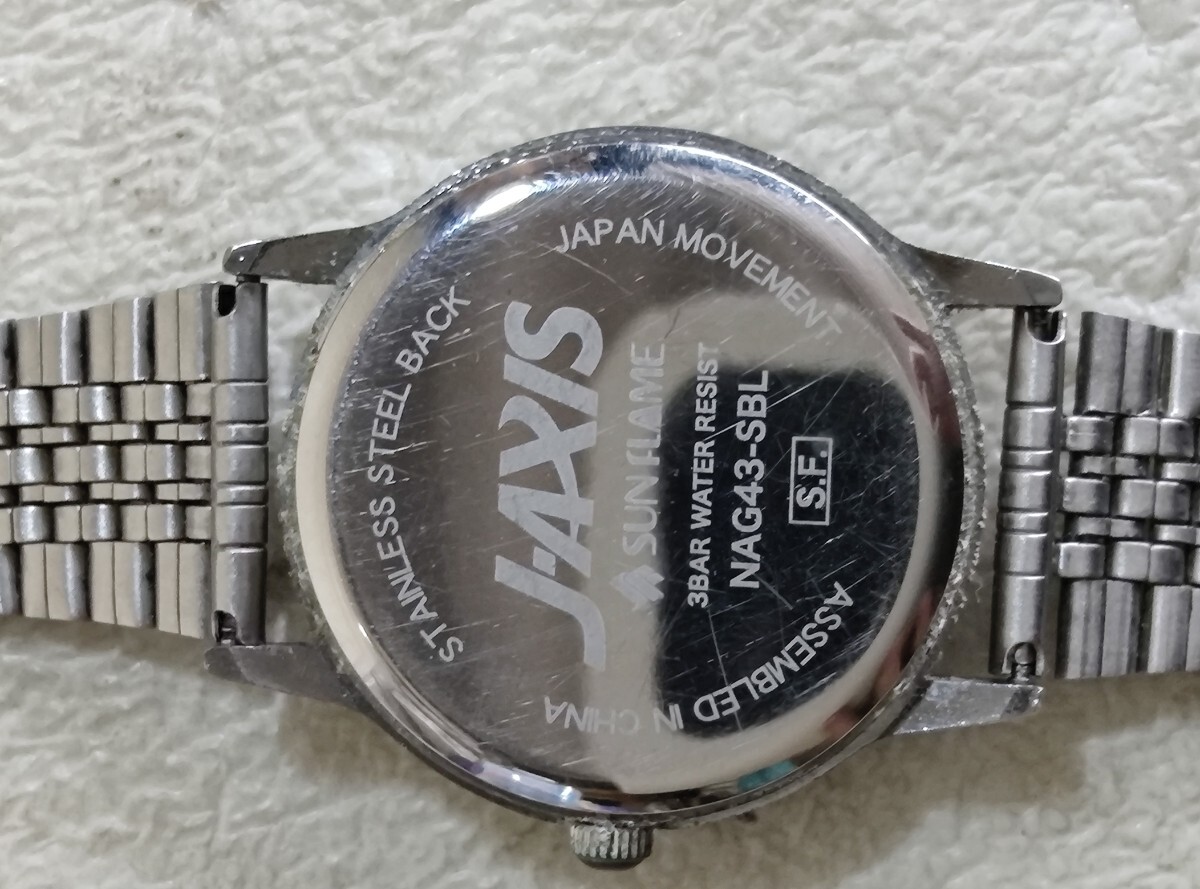 STAINLESS STEEL BACK
JAPAN MOVEMENT
J-AXIS
SUN FLAME
3BAR WATER RESIST
NAG43-SBL
S.F.
ASSEMBLED IN CHINA